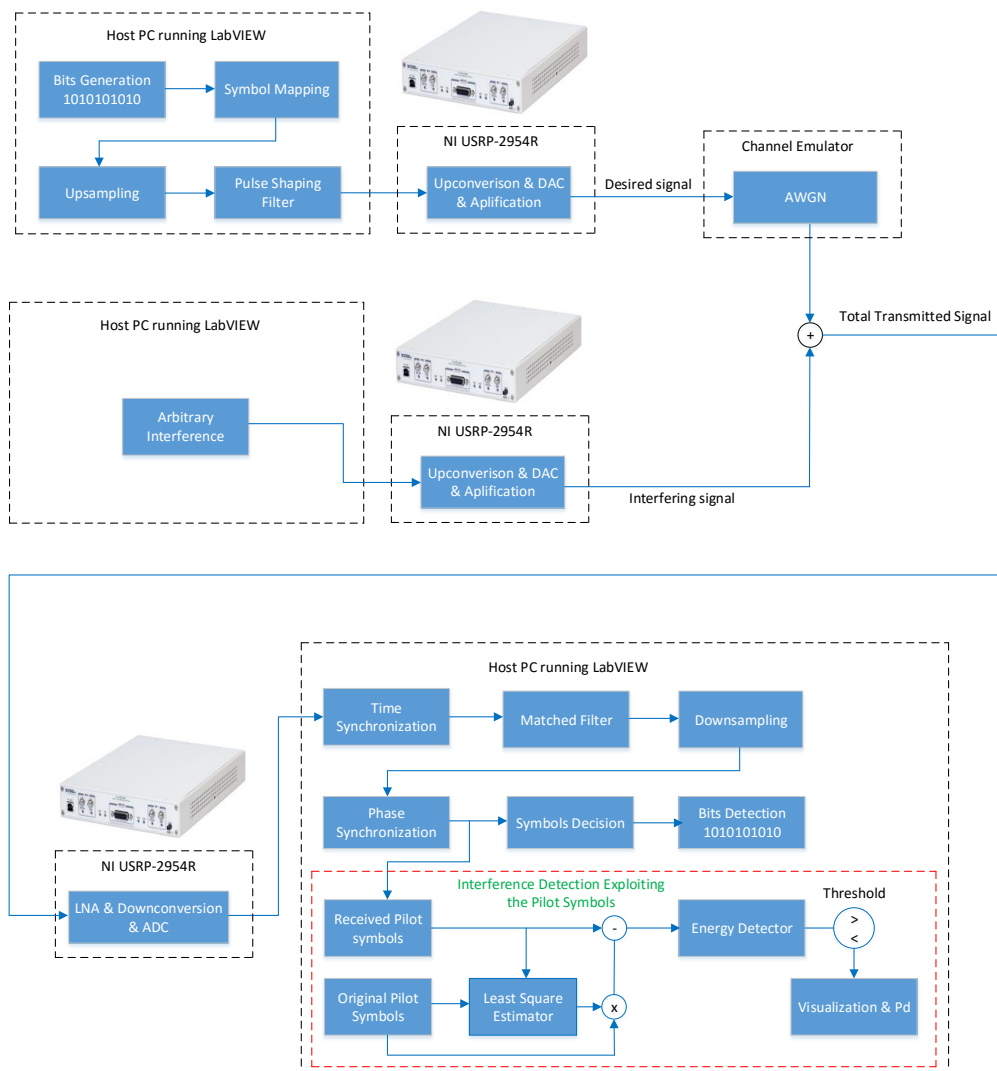 Host PC running LabVIEW
Bits Generation
1010101010
Symbol Mapping
Upsampling
Pulse Shaping
Filter
NI USRP-2954R
Upconverison & DAC
& Aplification
Desired signal
Channel Emulator
AWGN
Host PC running LabVIEW
Arbitrary
Interference
NI USRP-2954R
Upconverison & DAC
& Aplification
Interfering signal
+
Total Transmitted Signal
NI USRP-2954R
LNA & Downconversion
& ADC
Host PC running LabVIEW
Time
Synchronization
Matched Filter
Downsampling
Phase
Synchronization
Symbols Decision
Bits Detection
1010101010
Interference Detection Exploiting
the Pilot Symbols
Received Pilot
symbols
-
Energy Detector
Threshold
>
<
Original Pilot
Symbols
Least Square
Estimator
x
Visualization & Pd